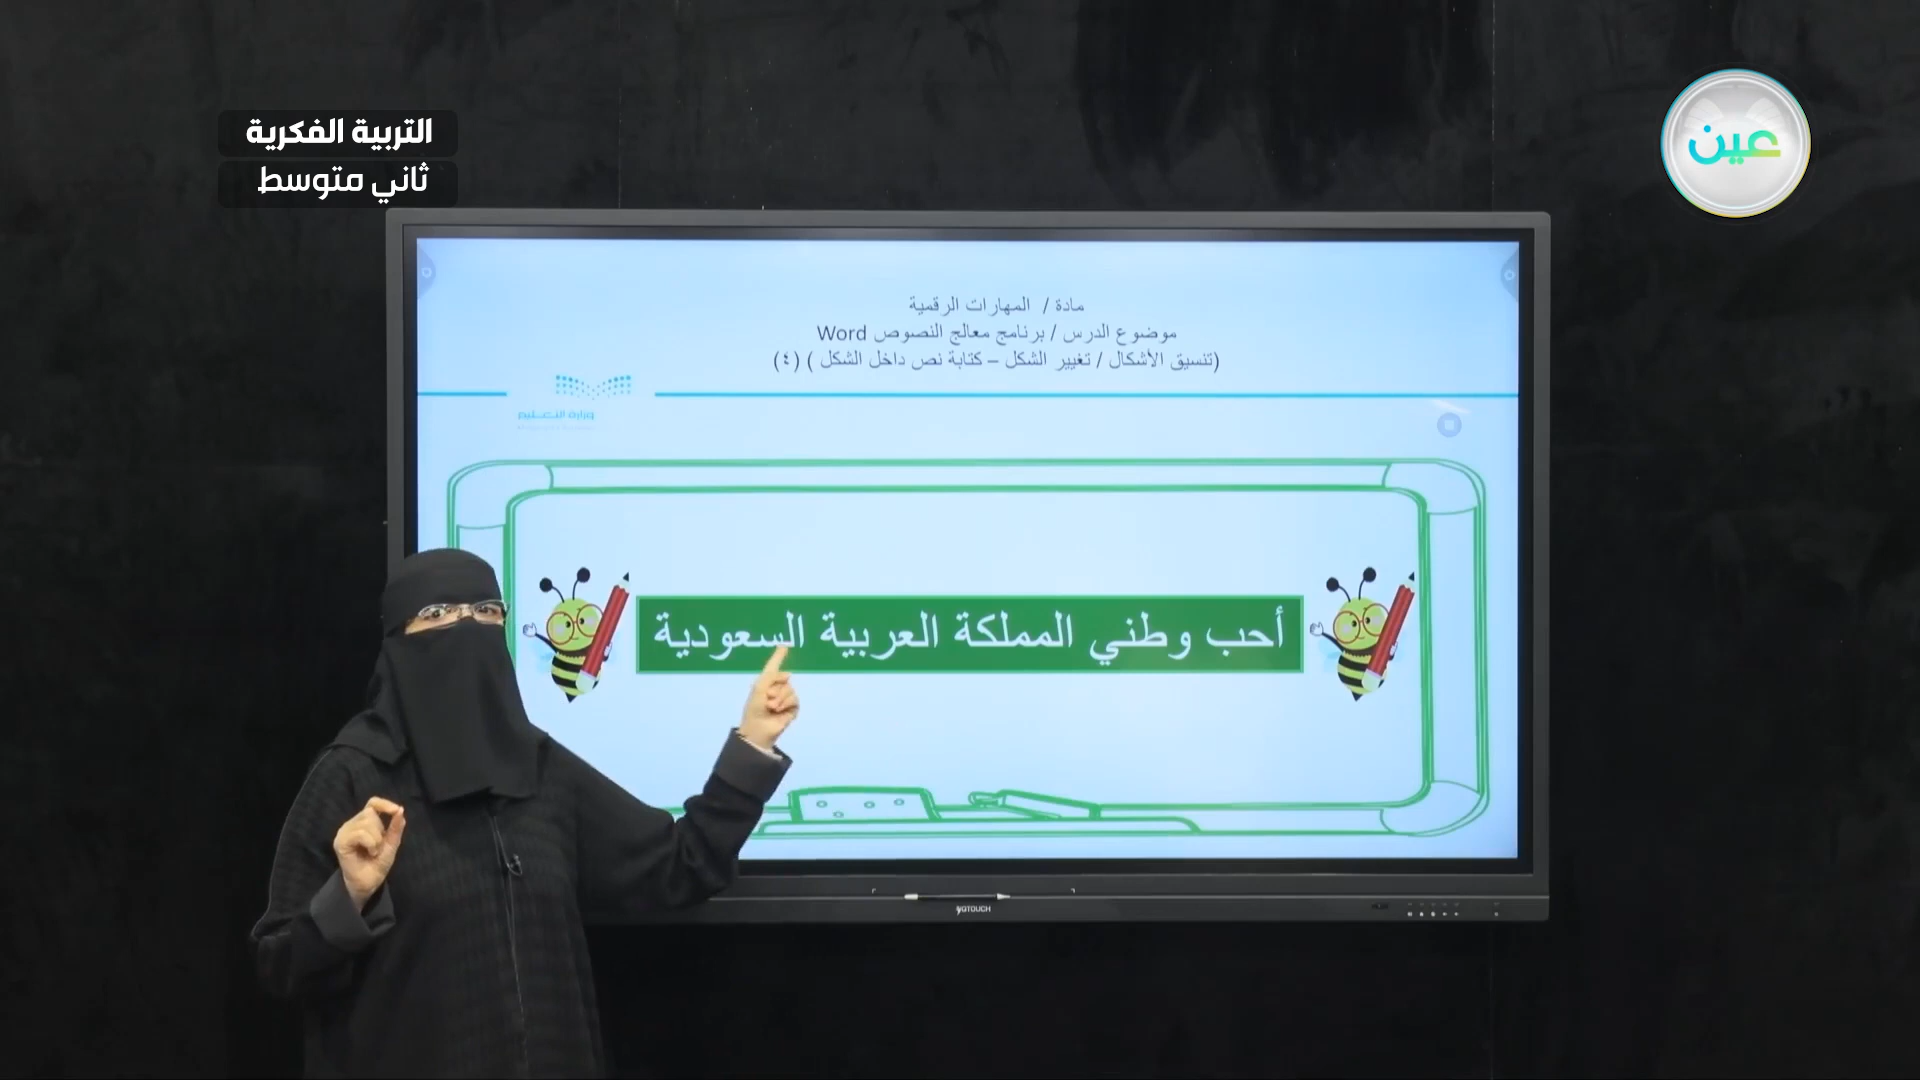 التربية الفكرية
ثاني متوسط
عين
مادة / المهارات الرقمية
موضوع الدرس / برنامج معالج النصوص Word
(تنسيق الأشكال / تغيير الشكل – كتابة نص داخل الشكل ) (٤)
وزارة التعليم
أحب وطني المملكة العربية السعودية
YQTOUCH